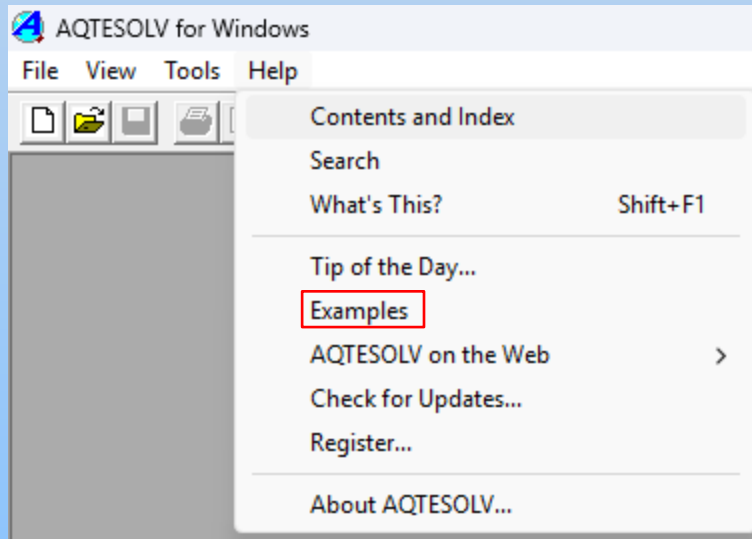 AQTESOLV for Windows
File View Tools Help
Contents and Index
Search
What's This? Shift+F1
Tip of the Day...
Examples
AQTESOLV on the Web
Check for Updates...
Register...
About AQTESOLV...